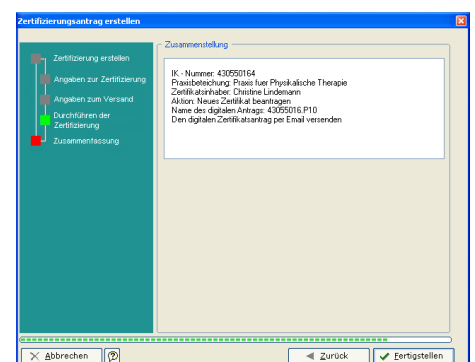 Zertifizierungsantrag erstellen
Zertifizierung erstellen
Angaben zur Zertifizierung
Angaben zum Versand
Durchführen der
Zertifizierung
Zusammenfassung
Zusammenstellung
IK - Nummer: 430550164
Praxisbeteichung: Praxis fuer Physikalische Therapie
Zertifikatsinhaber: Christine Lindemann
Aktion: Neues Zertifikat beantragen
Name des digitalen Antrags: 43055016.P10
Den digitalen Zertifikatsantrag per Email versenden
Abbrechen
Zurück
Fertigstellen